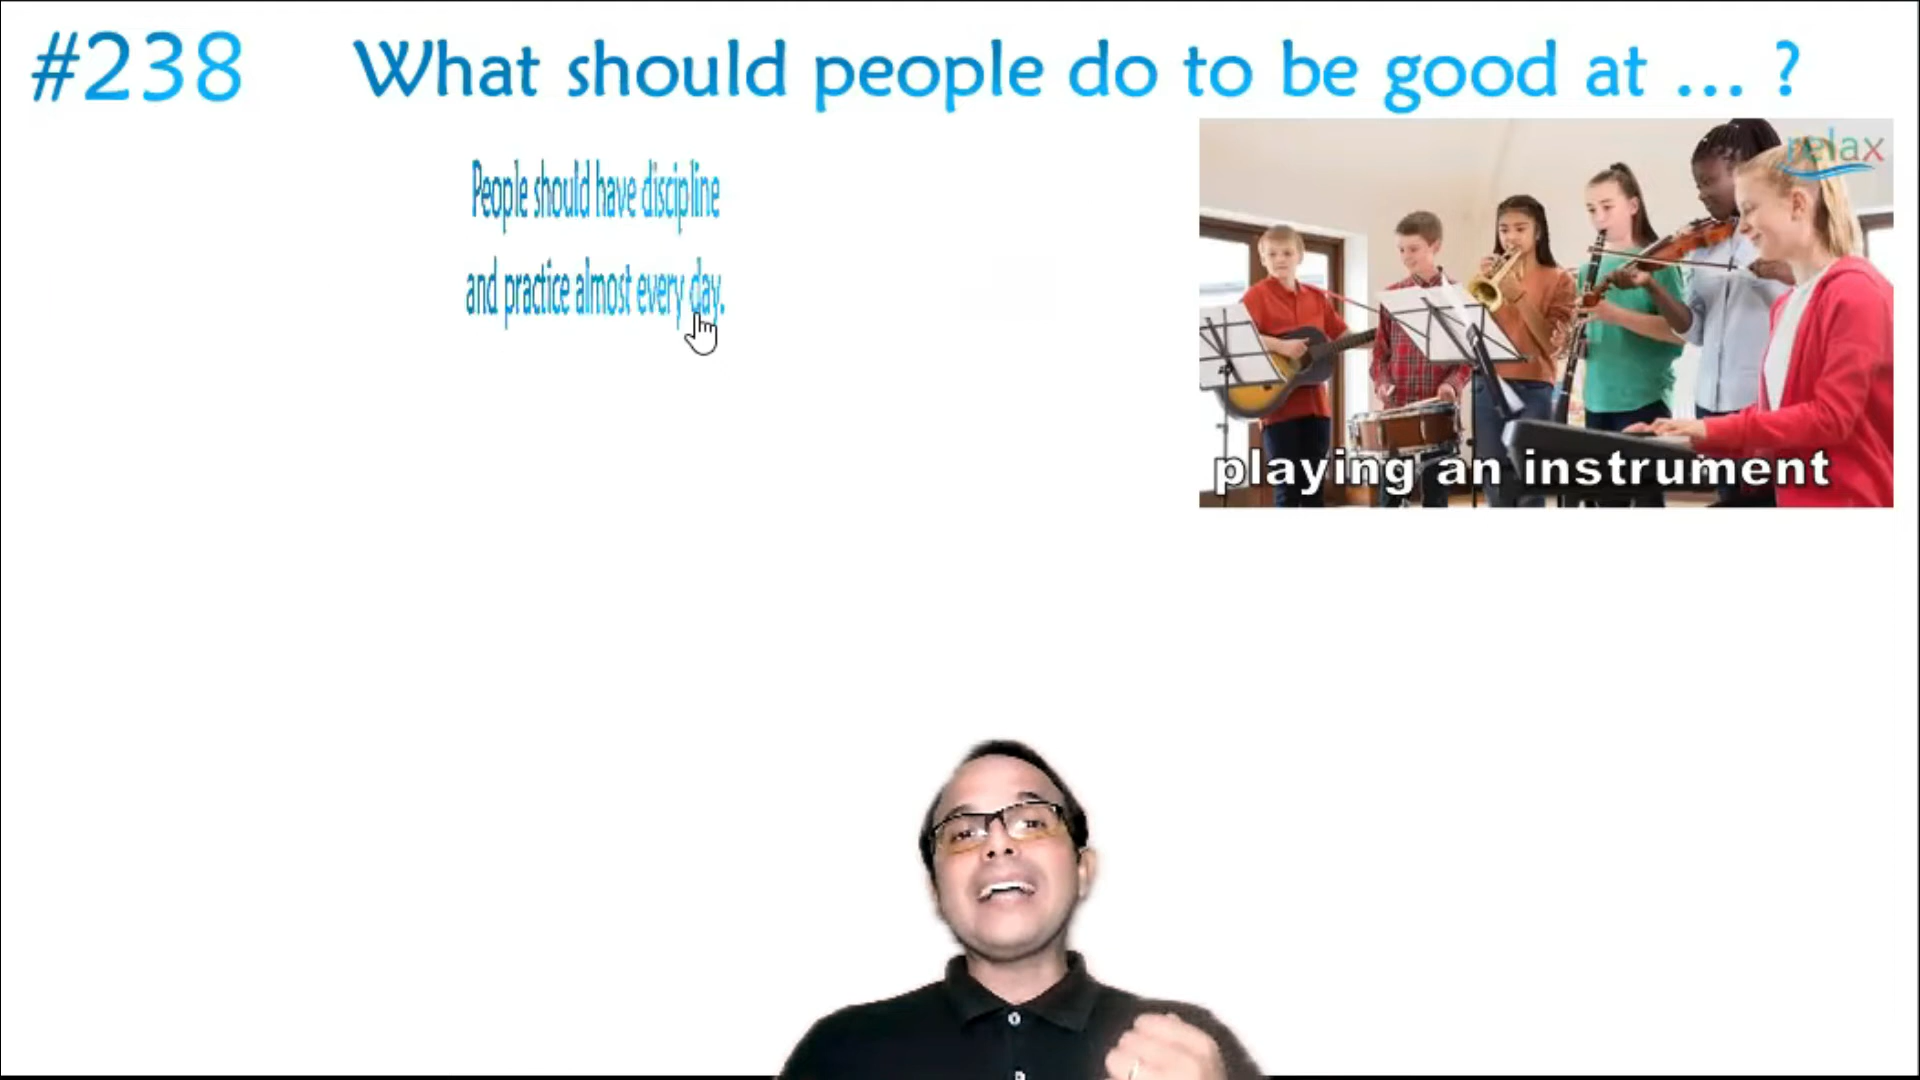 #238 What should people do to be good at ... ?
relax
People should have discipline
and practice almost every day.
playing an instrument